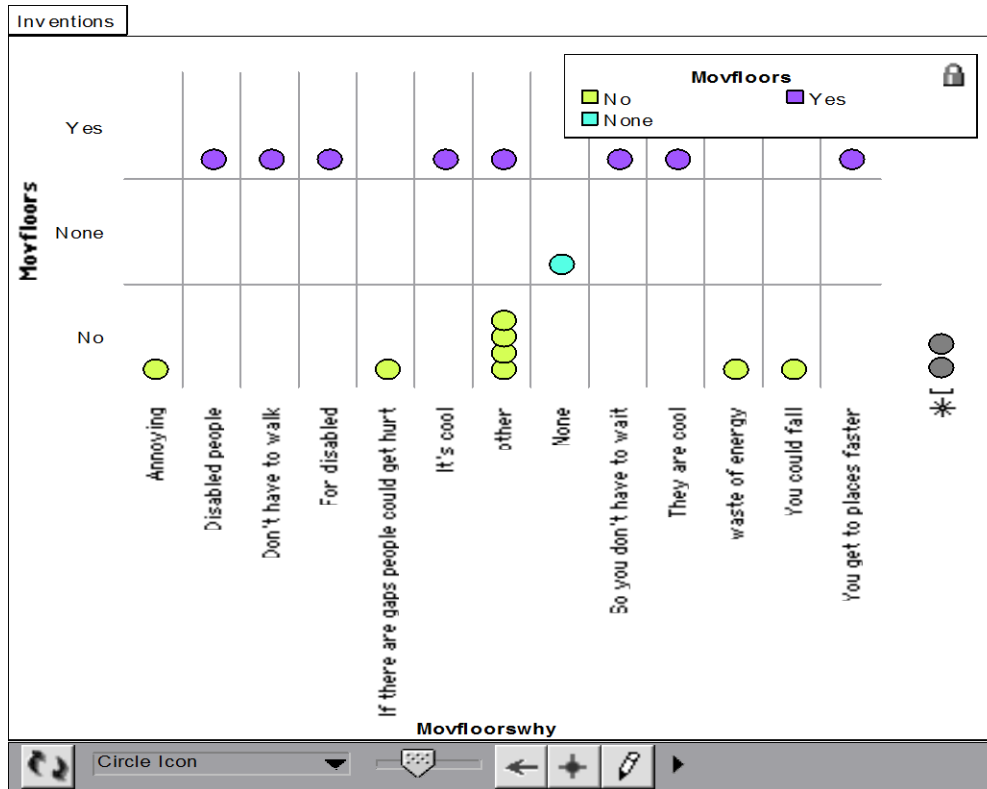 Inventions
Movfloors
No
Yes
None
Yes
None
No
Movfloors
Annoying
Disabled people
Don't have to walk
For disabled
If there are gaps people could get hurt
It's cool
other
None
So you don't have to wait
They are cool
waste of energy
You could fall
You get to places faster
*[
Movfloorswhy
Circle Icon